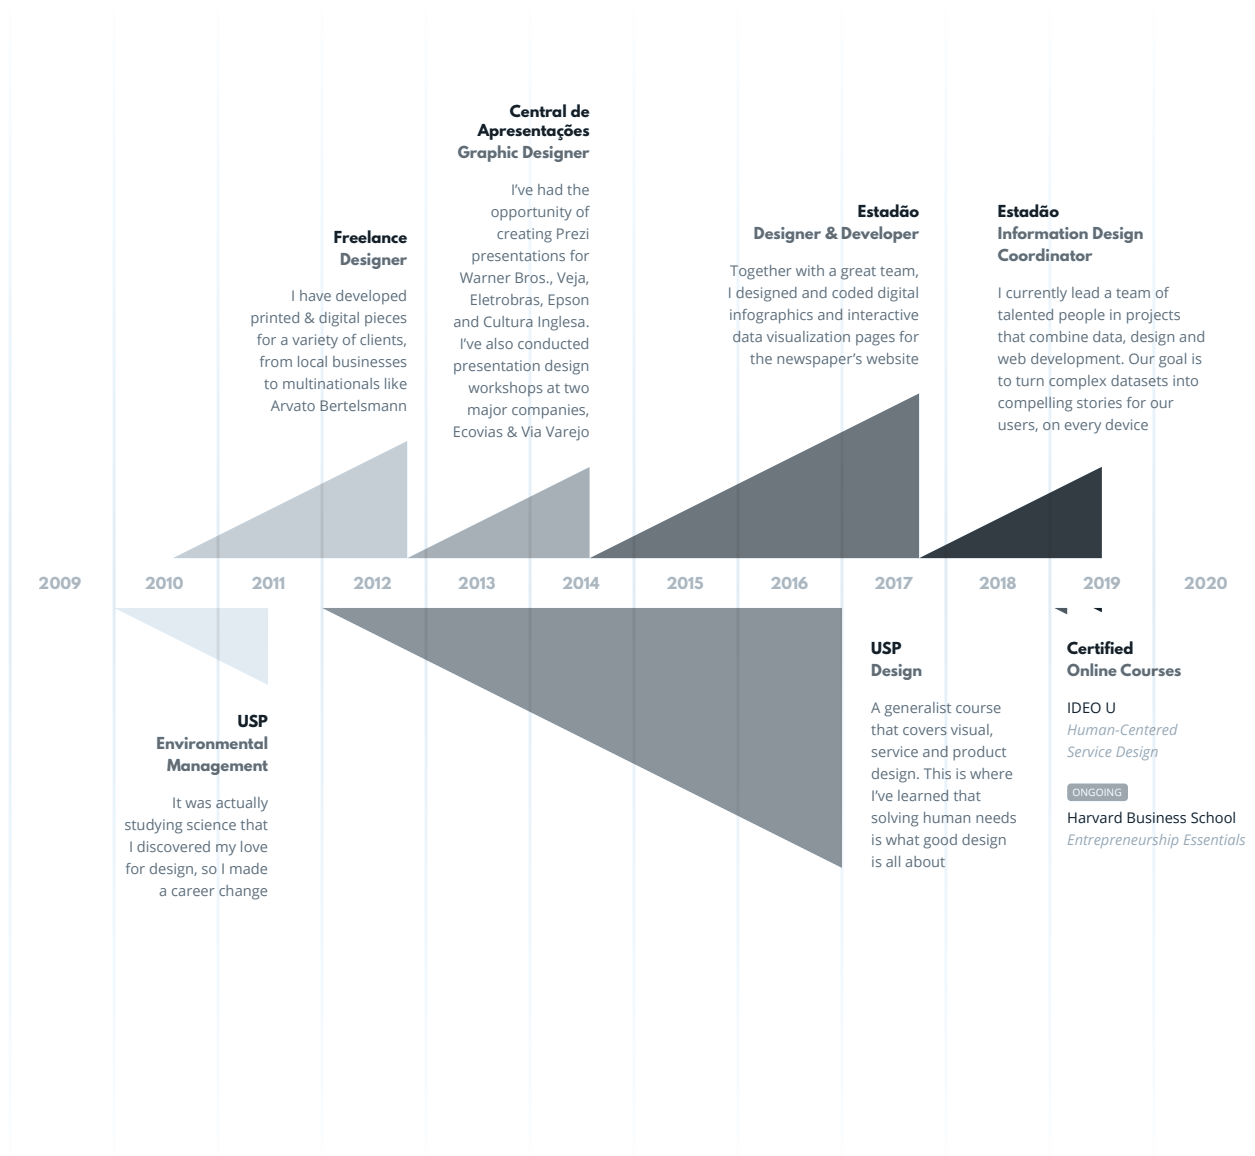 Central de
Apresentações
Graphic Designer
I’ve had the
opportunity of
creating Prezi
presentations for
Warner Bros., Veja,
Eletrobras, Epson
and Cultura Inglesa.
I’ve also conducted
presentation design
workshops at two
major companies,
Ecovias & Via Varejo
Freelance
Designer
I have developed
printed & digital pieces
for a variety of clients,
from local businesses
to multinationals like
Arvato Bertelsmann
Estadão
Designer & Developer
Together with a great team,
I designed and coded digital
infographics and interactive
data visualization pages for
the newspaper’s website
Estadão
Information Design
Coordinator
I currently lead a team of
talented people in projects
that combine data, design and
web development. Our goal is
to turn complex datasets into
compelling stories for our
users, on every device
2009 2010 2011 2012 2013 2014 2015 2016 2017 2018 2019 2020
USP
Environmental
Management
It was actually
studying science that
I discovered my love
for design, so I made
a career change
USP
Design
A generalist course
that covers visual,
service and product
design. This is where
I’ve learned that
solving human needs
is what good design
is all about
Certified
Online Courses
IDEO U
Human-Centered
Service Design
ONGOING
Harvard Business School
Entrepreneurship Essentials